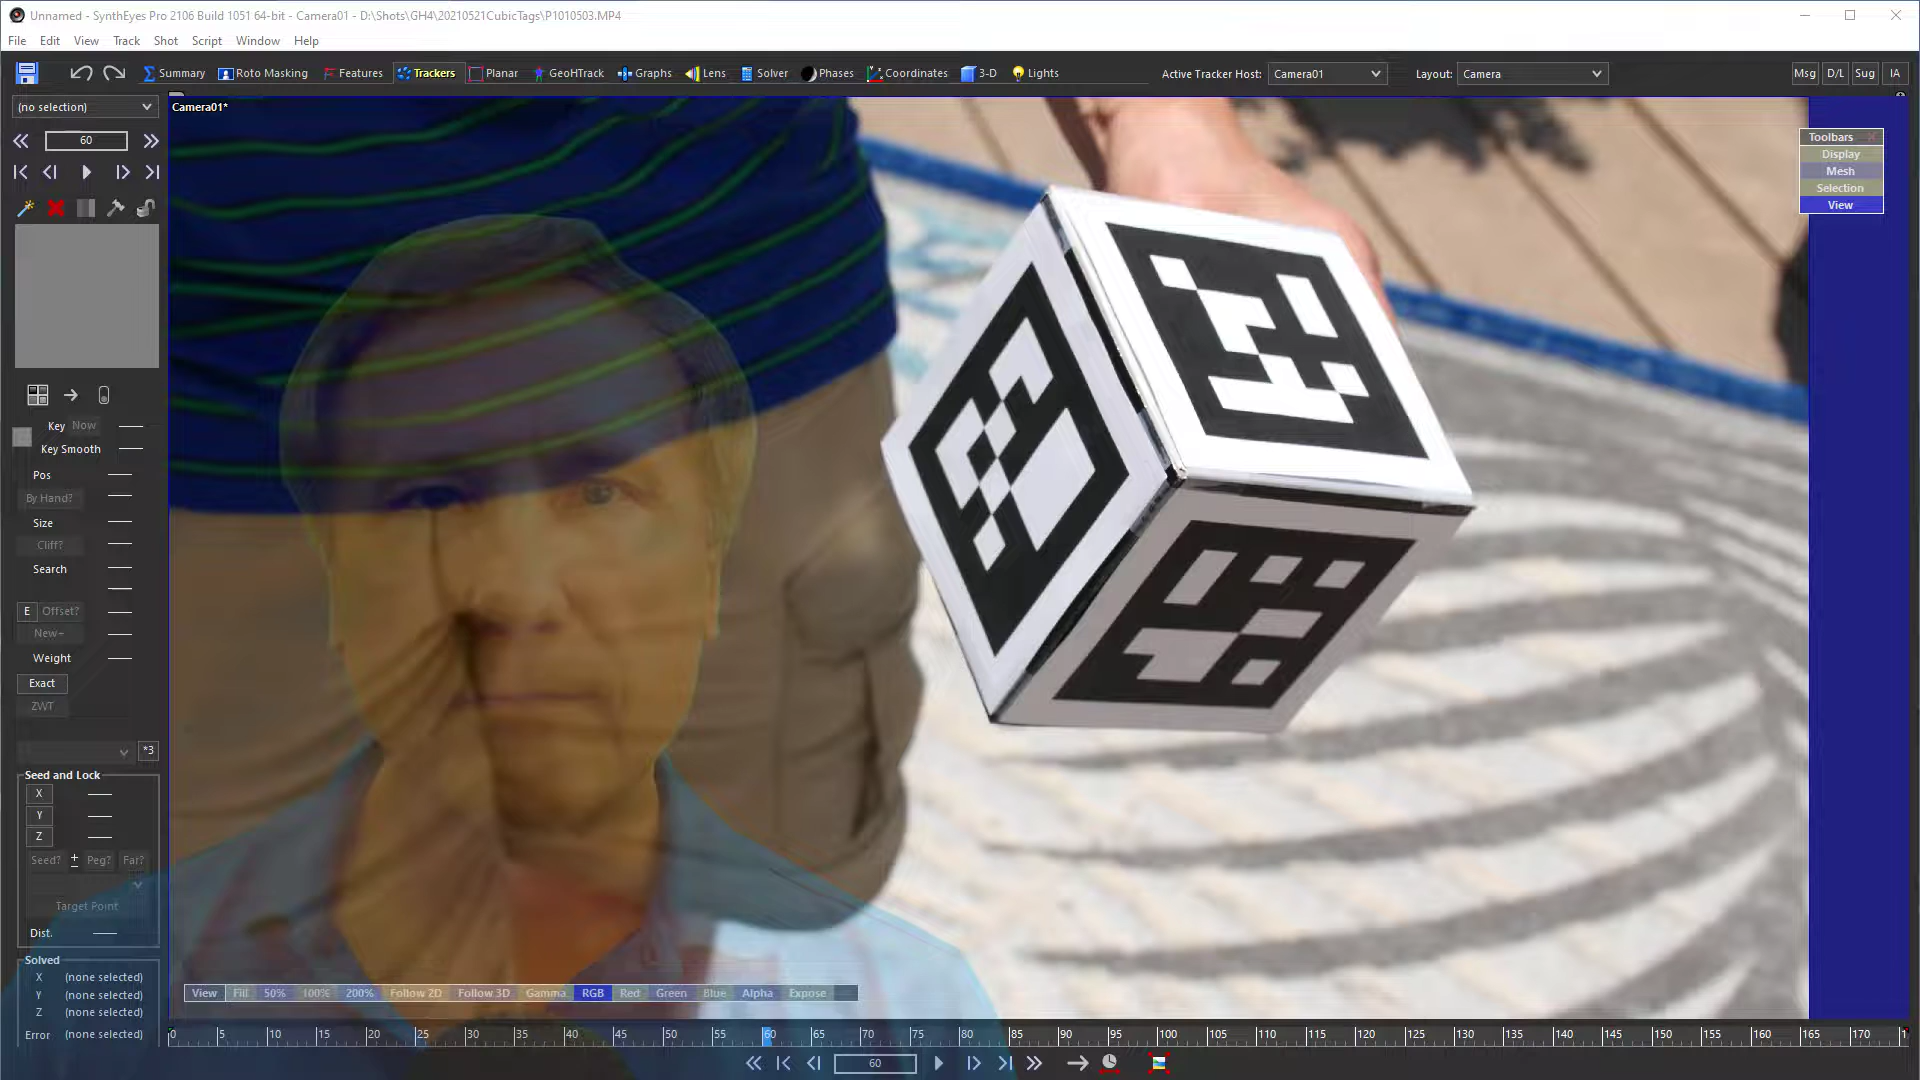 Unnamed - SynthEyes Pro 2106 Build 1051 64-bit - Camera01 - D:\Shots\GH4\20210521CubicTags\P1010503.MP4
File Edit View Track Shot Script Window Help
Summary Roto Masking Features Trackers Planar GeoHTrack Graphs Lens Solver Phases Coordinates 3-D Lights Active Tracker Host: Camera01 Layout: Camera Msg D/L Sug IA
(no selection)
Camera01*
60
Toolbars
Display
Mesh
Selection
View
Key Now
Key Smooth
Pos
By Hand?
Size
Cliff?
Search
E Offset?
New+
Weight
Exact
ZWT
*3
Seed and Lock
X
Y
Z
Seed? Peg? Far?
Target Point
Dist.
Solved
X (none selected)
Y (none selected)
Z (none selected)
Error (none selected)
View Fill 50% 100% 200% Follow 2D Follow 3D Gamma RGB Red Green Blue Alpha Expose
0 5 10 15 20 25 30 35 40 45 50 55 60 65 70 75 80 85 90 95 100 105 110 115 120 125 130 135 140 145 150 155 160 165 170
60